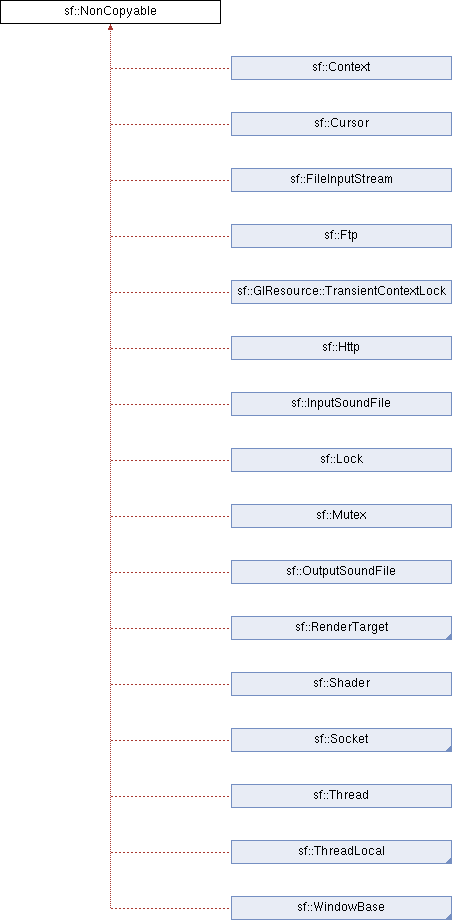 sf::NonCopyable
sf::Context
sf::Cursor
sf::FileInputStream
sf::Ftp
sf::GlResource::TransientContextLock
sf::Http
sf::InputSoundFile
sf::Lock
sf::Mutex
sf::OutputSoundFile
sf::RenderTarget
sf::Shader
sf::Socket
sf::Thread
sf::ThreadLocal
sf::WindowBase